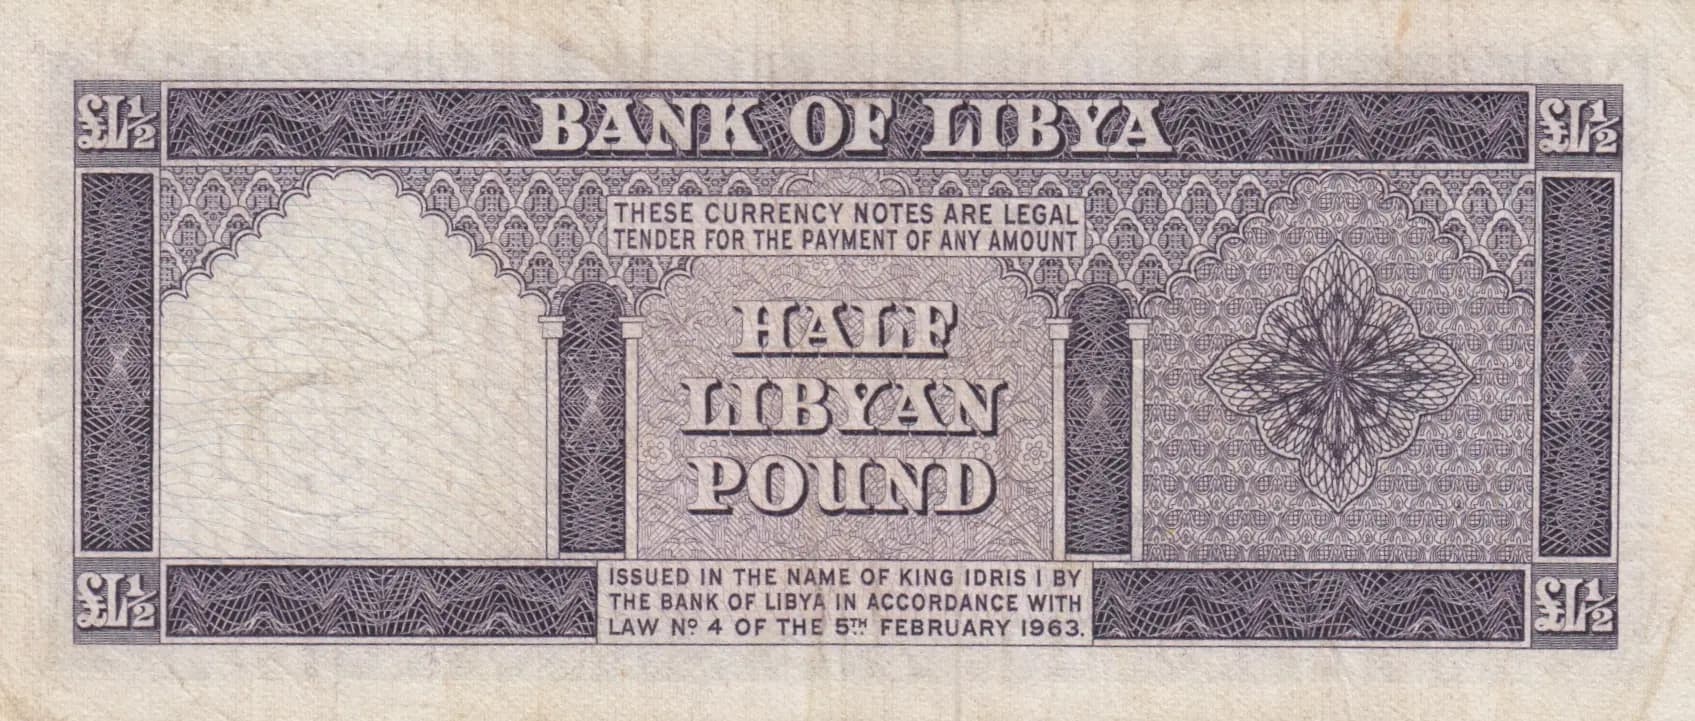 £L½
BANK OF LIBYA
£L½
THESE CURRENCY NOTES ARE LEGAL
TENDER FOR THE PAYMENT OF ANY AMOUNT
HALF
LIBYAN
POUND
£L½
ISSUED IN THE NAME OF KING IDRIS I BY
THE BANK OF LIBYA IN ACCORDANCE WITH
LAW Nº 4 OF THE 5TH FEBRUARY 1963.
£L½